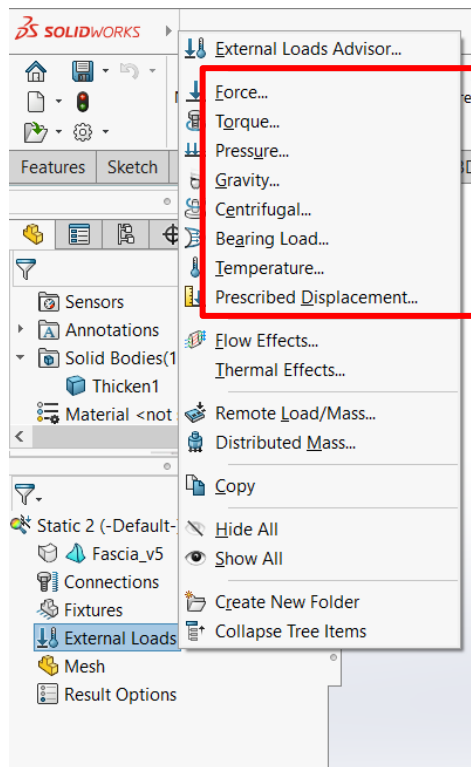 SOLIDWORKS
External Loads Advisor...
Force...
Torque...
Pressure...
Gravity...
Centrifugal...
Bearing Load...
Temperature...
Prescribed Displacement...
Flow Effects...
Thermal Effects...
Remote Load/Mass...
Distributed Mass...
Copy
Hide All
Show All
Create New Folder
Collapse Tree Items
Features Sketch
Sensors
Annotations
Solid Bodies(1
Thicken1
Material <not
Static 2 (-Default-
Fascia_v5
Connections
Fixtures
External Loads
Mesh
Result Options